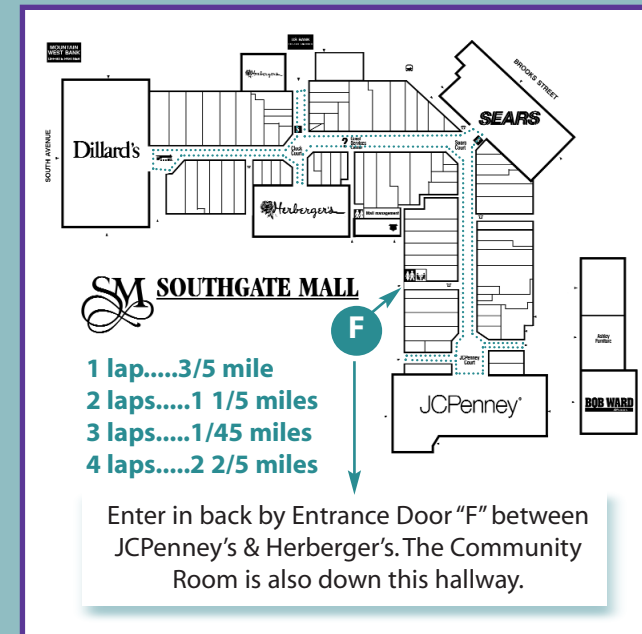 MOUNTAIN
WEST BANK
BROOKS STREET
Herberger's
SEARS
SOUTH AVENUE
Dillard's
Clock
Court
?
Guest
Services
Sears
Court
Herberger's
Mall management
SM SOUTHGATE MALL
F
1 lap.....3/5 mile
2 laps.....1 1/5 miles
3 laps.....1/45 miles
4 laps.....2 2/5 miles
JCPenney
Court
JCPenney
Ashley
Furniture
BOB WARD
Enter in back by Entrance Door “F” between
JCPenney’s & Herberger’s. The Community
Room is also down this hallway.